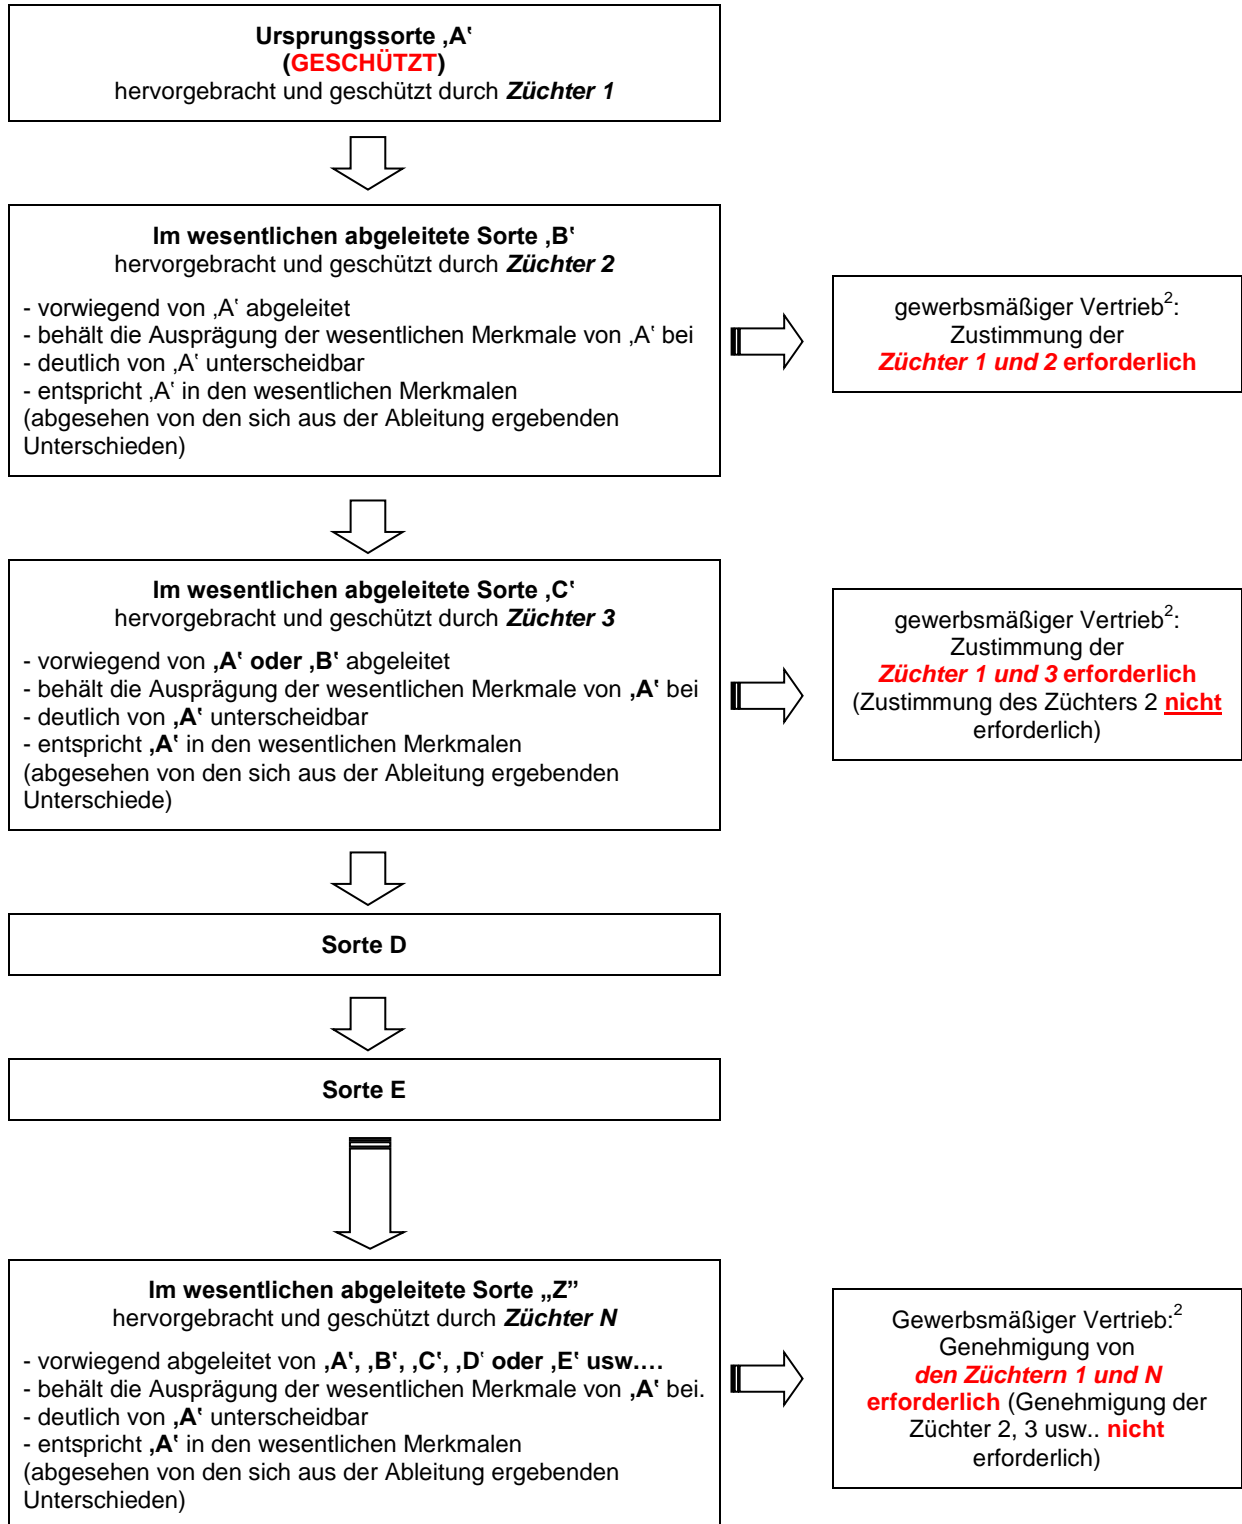 Ursprungssorte ‚A‘
(GESCHÜTZT)
hervorgebracht und geschützt durch Züchter 1
Im wesentlichen abgeleitete Sorte ‚B‘
hervorgebracht und geschützt durch Züchter 2
- vorwiegend von ‚A‘ abgeleitet
- behält die Ausprägung der wesentlichen Merkmale von ‚A‘ bei
- deutlich von ‚A‘ unterscheidbar
- entspricht ‚A‘ in den wesentlichen Merkmalen
(abgesehen von den sich aus der Ableitung ergebenden
Unterschieden)
gewerbsmäßiger Vertrieb²:
Zustimmung der
Züchter 1 und 2 erforderlich
Im wesentlichen abgeleitete Sorte ‚C‘
hervorgebracht und geschützt durch Züchter 3
- vorwiegend von ‚A‘ oder ‚B‘ abgeleitet
- behält die Ausprägung der wesentlichen Merkmale von ‚A‘ bei
- deutlich von ‚A‘ unterscheidbar
- entspricht ‚A‘ in den wesentlichen Merkmalen
(abgesehen von den sich aus der Ableitung ergebenden
Unterschiede)
gewerbsmäßiger Vertrieb²:
Zustimmung der
Züchter 1 und 3 erforderlich
(Zustimmung des Züchters 2 nicht
erforderlich)
Sorte D
Sorte E
Im wesentlichen abgeleitete Sorte „Z”
hervorgebracht und geschützt durch Züchter N
- vorwiegend abgeleitet von ‚A‘, ‚B‘, ‚C‘, ‚D‘ oder ‚E‘ usw.…
- behält die Ausprägung der wesentlichen Merkmale von ‚A‘ bei.
- deutlich von ‚A‘ unterscheidbar
- entspricht ‚A‘ in den wesentlichen Merkmalen
(abgesehen von den sich aus der Ableitung ergebenden
Unterschieden)
Gewerbsmäßiger Vertrieb:²
Genehmigung von
den Züchtern 1 und N
erforderlich (Genehmigung der
Züchter 2, 3 usw.. nicht
erforderlich)